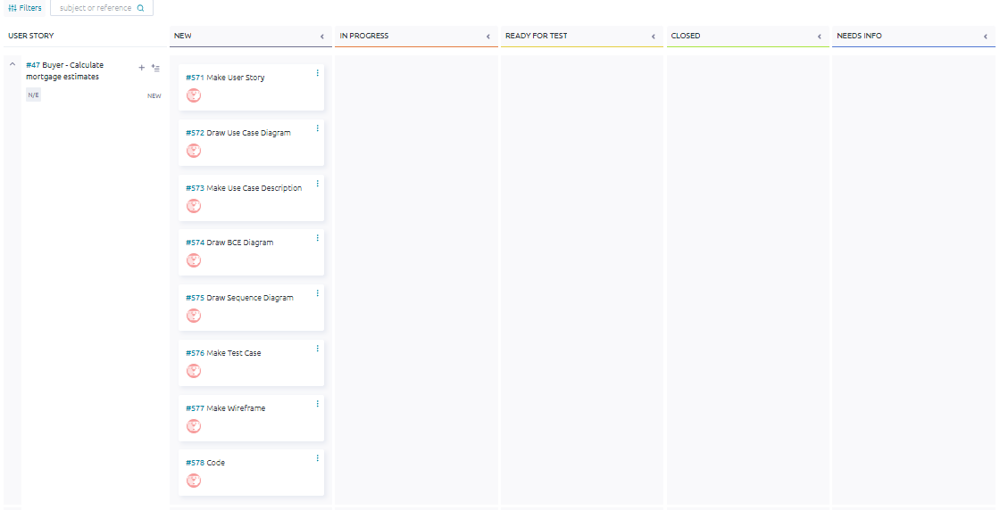 Filters
subject or reference
USER STORY
NEW
IN PROGRESS
READY FOR TEST
CLOSED
NEEDS INFO
#47 Buyer - Calculate
mortgage estimates
N/E
NEW
#571 Make User Story
#572 Draw Use Case Diagram
#573 Make Use Case Description
#574 Draw BCE Diagram
#575 Draw Sequence Diagram
#576 Make Test Case
#577 Make Wireframe
#578 Code